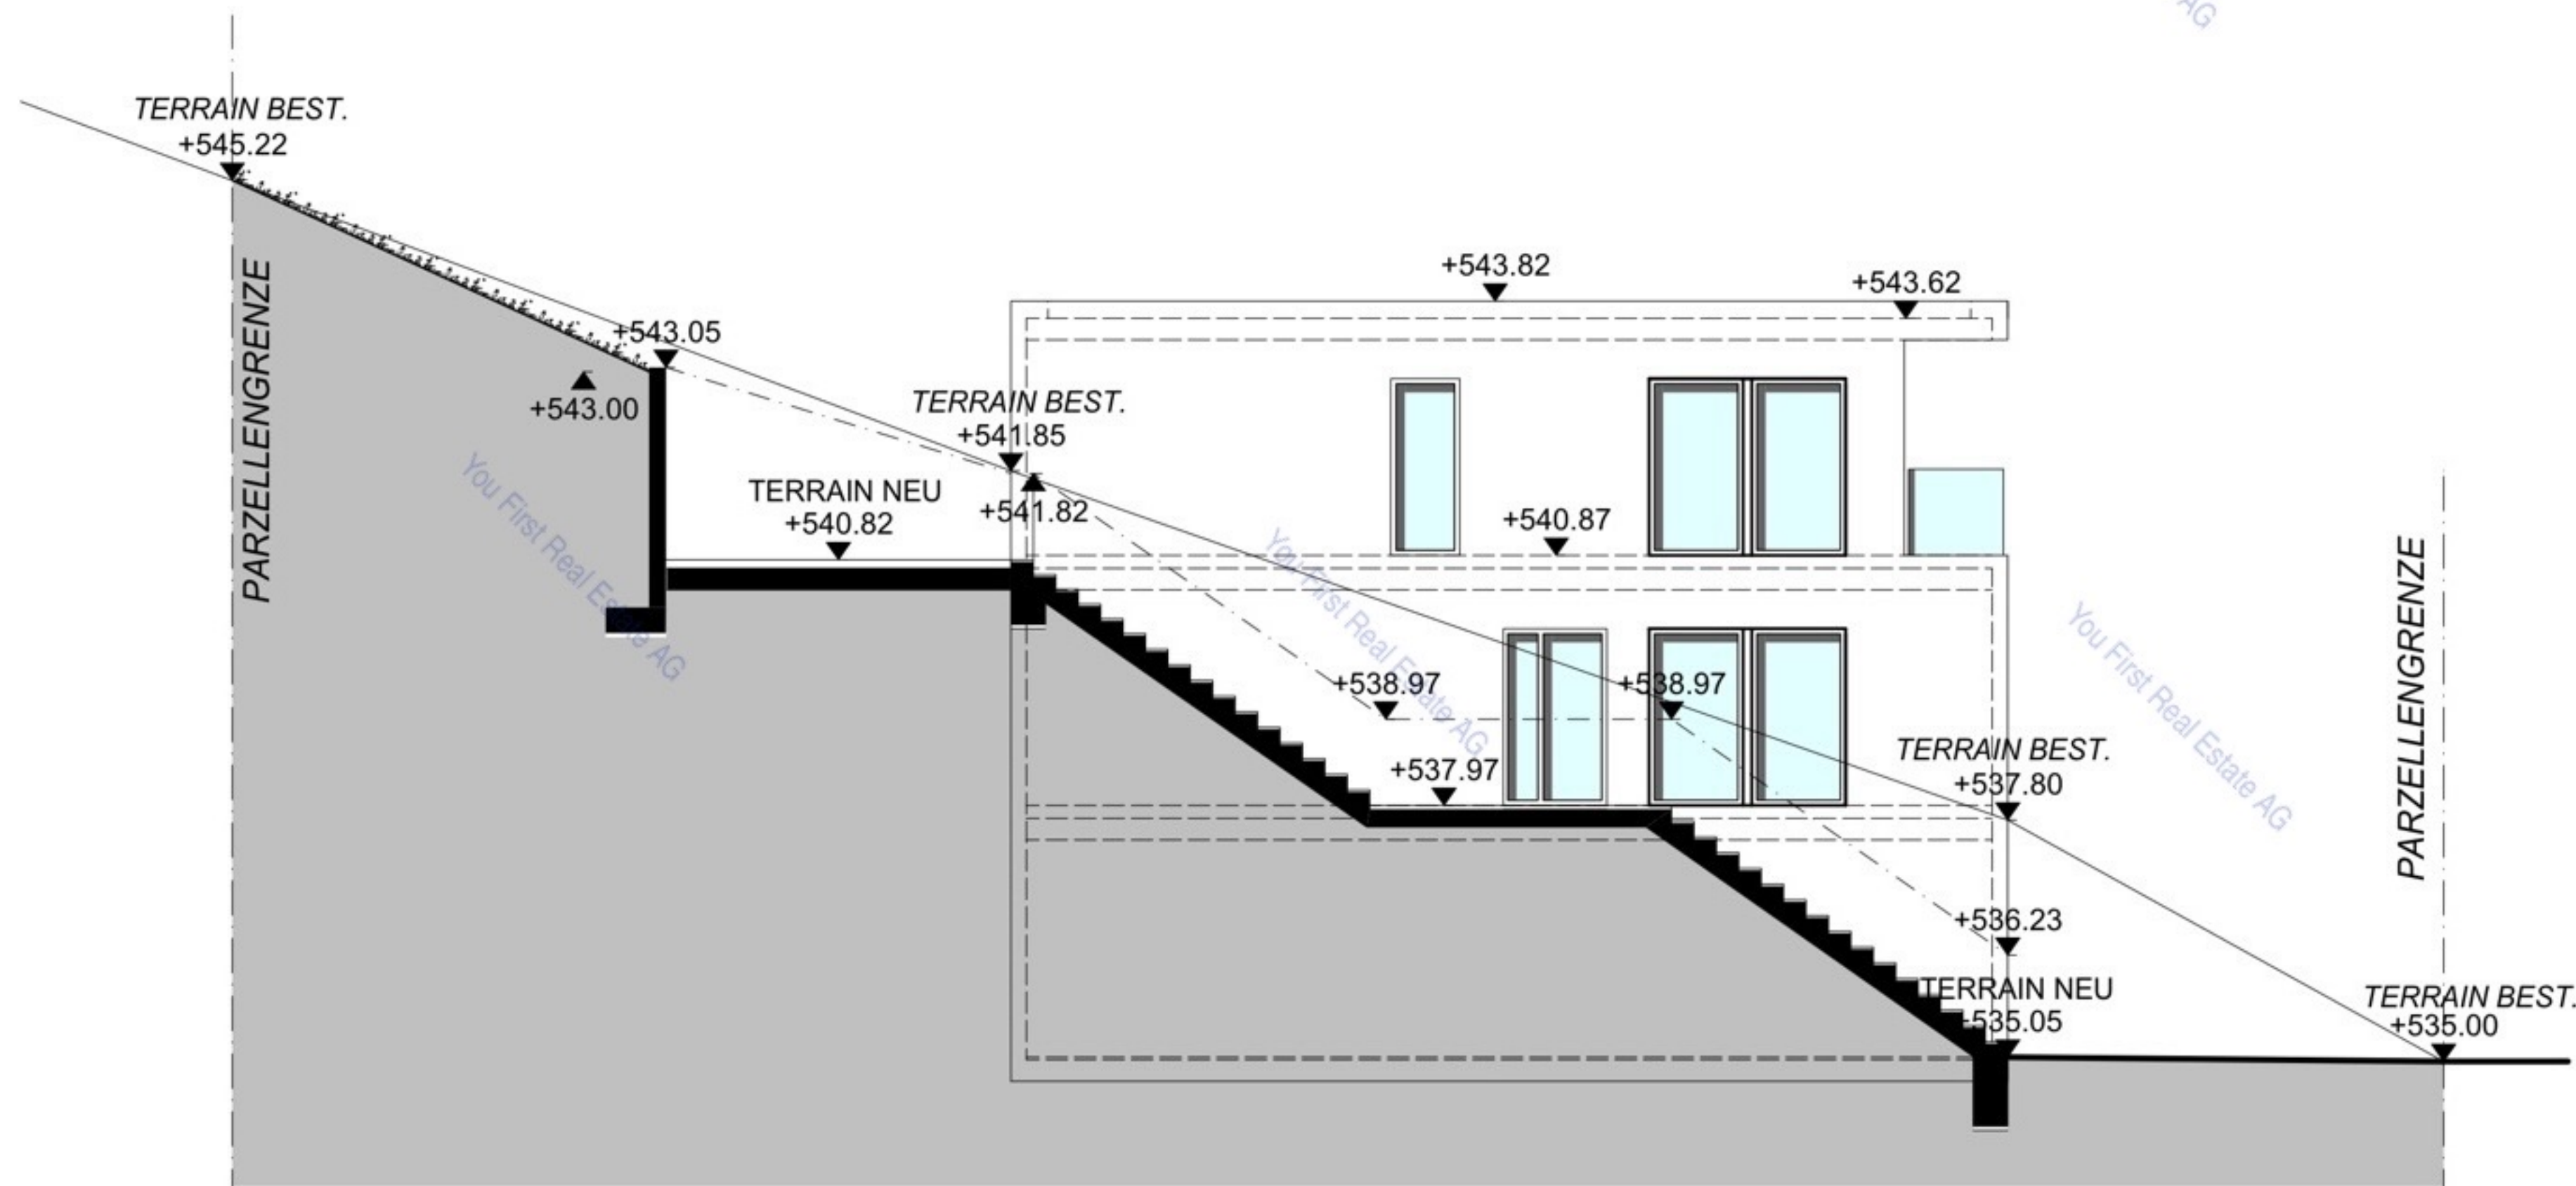 AG
TERRAIN BEST.
+545.22
PARZELLENGRENZE
+543.05
+543.00
TERRAIN BEST.
+541.85
+541.82
TERRAIN NEU
+540.82
+543.82
+543.62
+540.87
+538.97
+538.97
+537.97
TERRAIN BEST.
+537.80
+536.23
TERRAIN NEU
+535.05
PARZELLENGRENZE
TERRAIN BEST.
+535.00
You First Real Estate AG
You First Real Estate AG
You First Real Estate AG